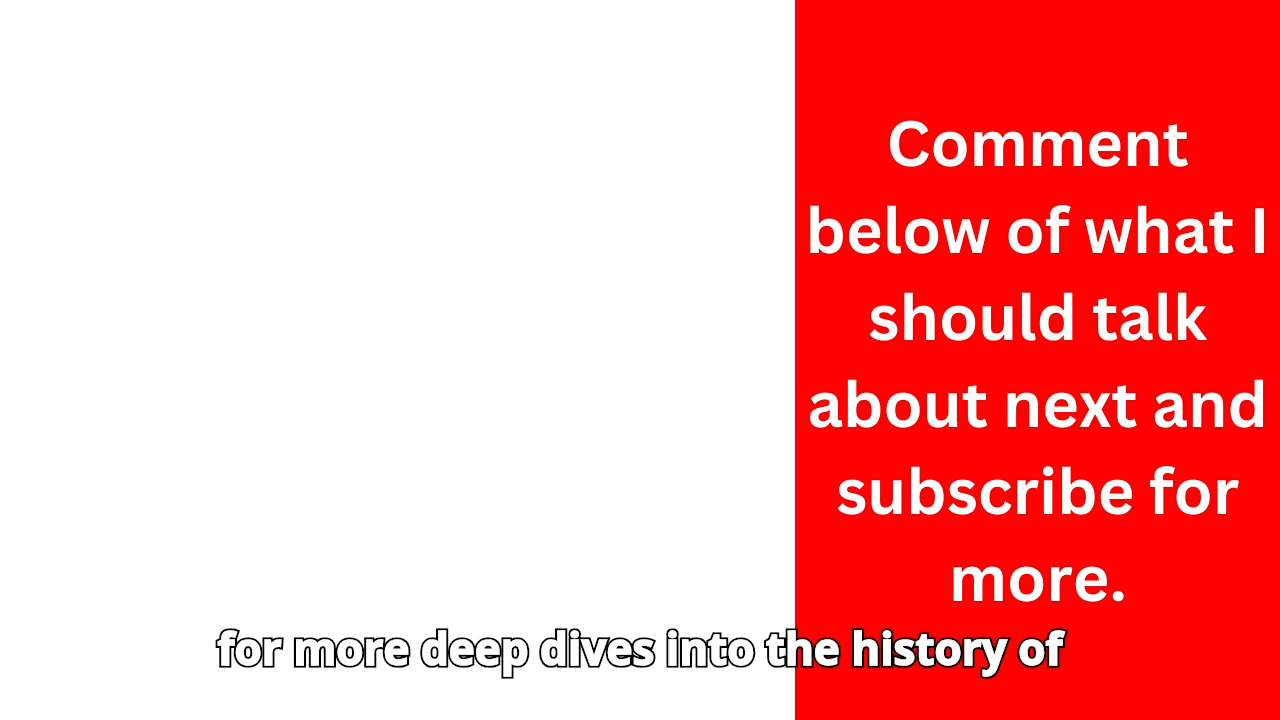 Comment
below of what I
should talk
about next and
subscribe for
more.
for more deep dives into the history of